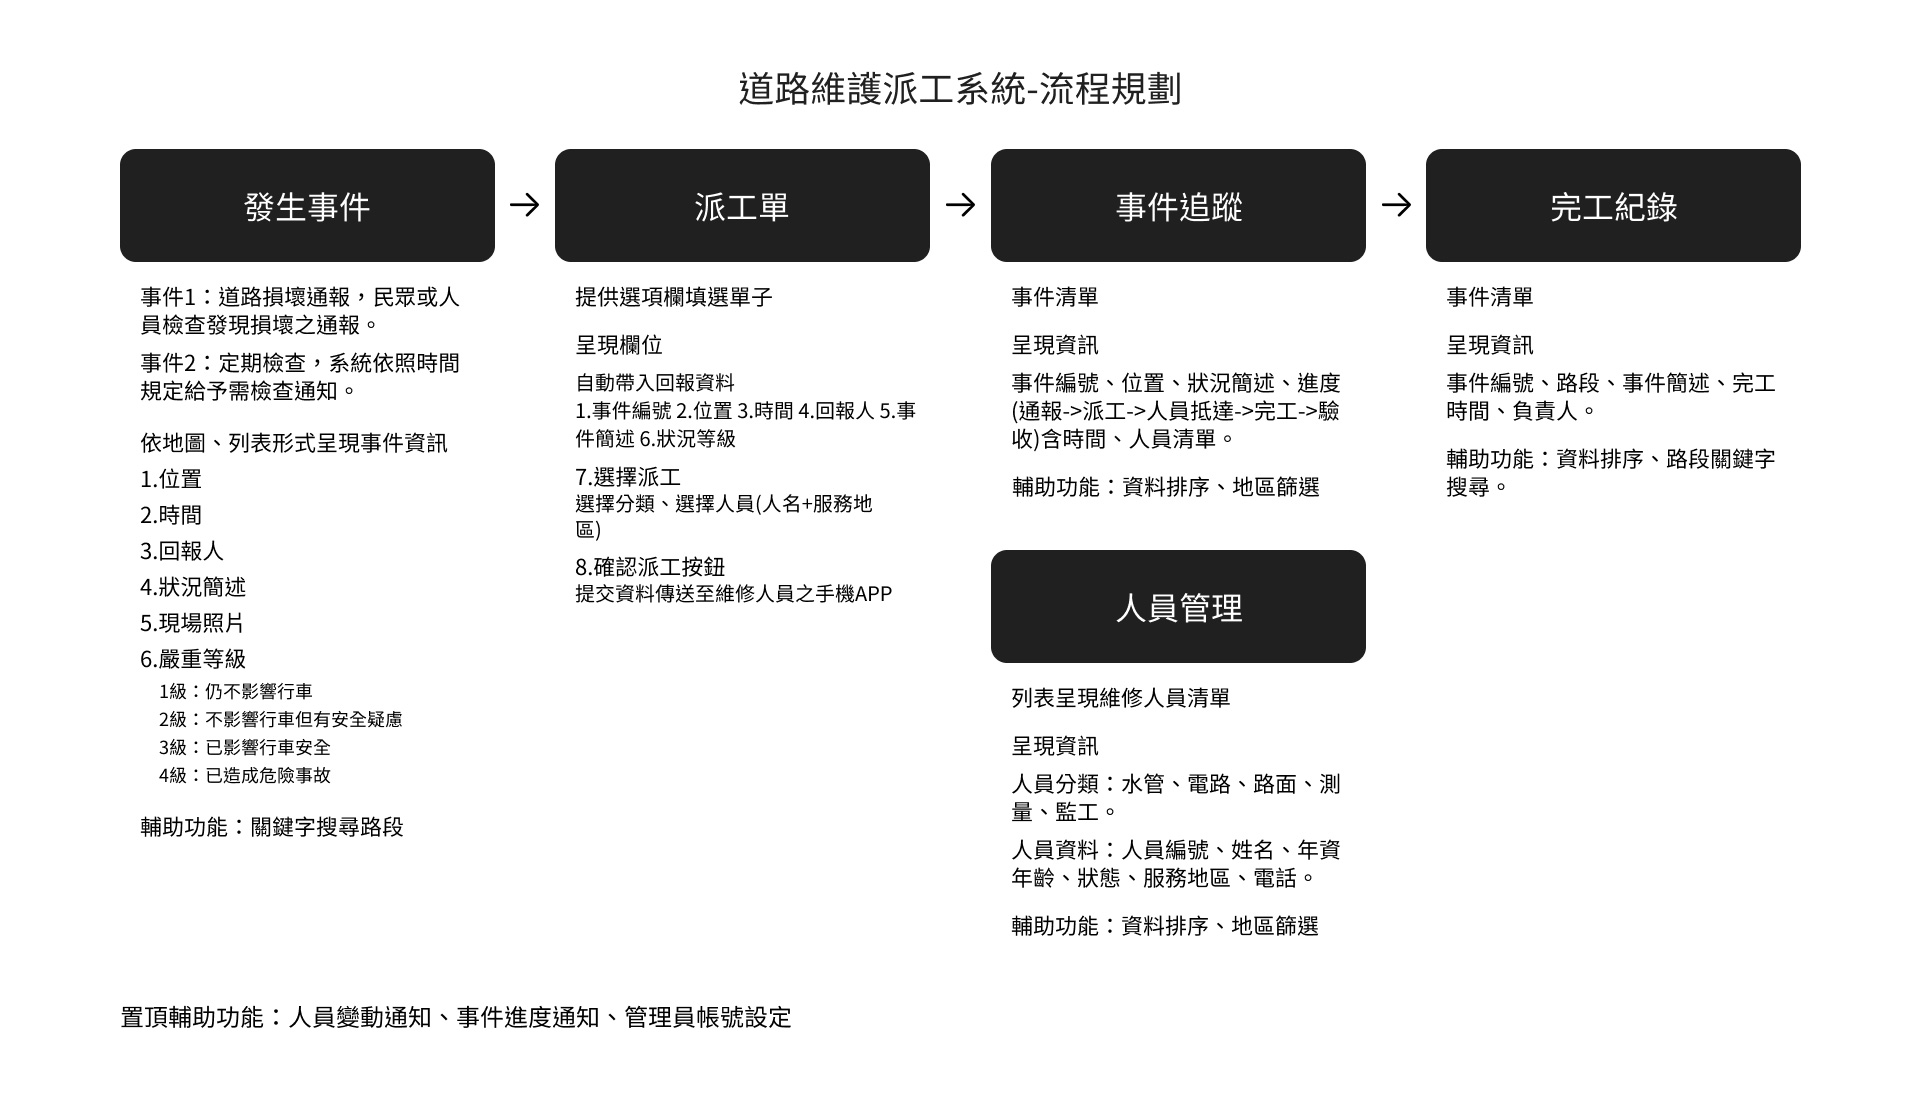 道路維護派工系統-流程規劃
發生事件
事件1：道路損壞通報，民眾或人
員檢查發現損壞之通報。
事件2：定期檢查，系統依照時間
規定給予需檢查通知。
依地圖、列表形式呈現事件資訊
1.位置
2.時間
3.回報人
4.狀況簡述
5.現場照片
6.嚴重等級
1級：仍不影響行車
2級：不影響行車但有安全疑慮
3級：已影響行車安全
4級：已造成危險事故
輔助功能：關鍵字搜尋路段
派工單
提供選項欄填選單子
呈現欄位
自動帶入回報資料
1.事件編號 2.位置 3.時間 4.回報人 5.事
件簡述 6.狀況等級
7.選擇派工
選擇分類、選擇人員(人名+服務地
區)
8.確認派工按鈕
提交資料傳送至維修人員之手機APP
事件追蹤
事件清單
呈現資訊
事件編號、位置、狀況簡述、進度
(通報->派工->人員抵達->完工->驗
收)含時間、人員清單。
輔助功能：資料排序、地區篩選
人員管理
列表呈現維修人員清單
呈現資訊
人員分類：水管、電路、路面、測
量、監工。
人員資料：人員編號、姓名、年資
年齡、狀態、服務地區、電話。
輔助功能：資料排序、地區篩選
完工紀錄
事件清單
呈現資訊
事件編號、路段、事件簡述、完工
時間、負責人。
輔助功能：資料排序、路段關鍵字
搜尋。
置頂輔助功能：人員變動通知、事件進度通知、管理員帳號設定